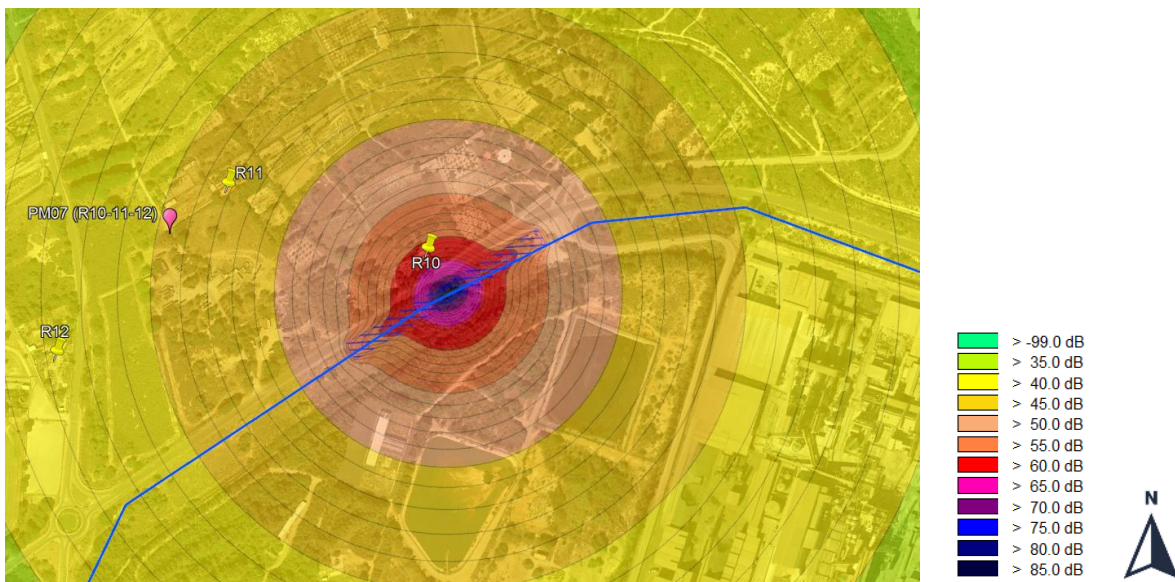 R11
PM07 (R10-11-12)
R10
R12
> -99.0 dB
> 35.0 dB
> 40.0 dB
> 45.0 dB
> 50.0 dB
> 55.0 dB
> 60.0 dB
> 65.0 dB
> 70.0 dB
> 75.0 dB
> 80.0 dB
> 85.0 dB
N